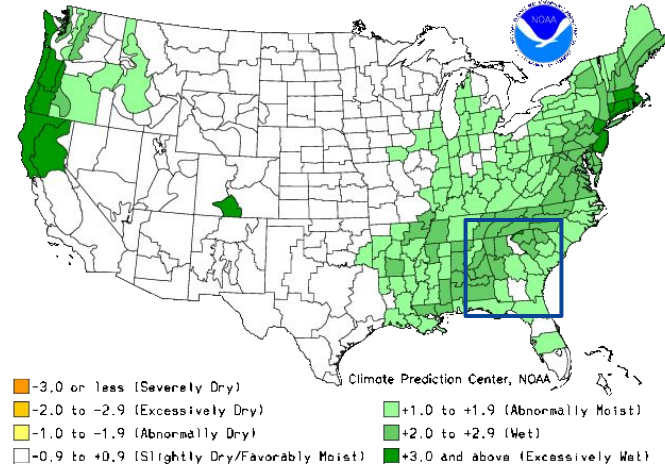 NOAA
Climate Prediction Center, NOAA
-3.0 or less (Severely Dry)
-2.0 to -2.9 (Excessively Dry)
-1.0 to -1.9 (Abnormally Dry)
-0.9 to +0.9 (Slightly Dry/Favorably Moist)
+1.0 to +1.9 (Abnormally Moist)
+2.0 to +2.9 (Wet)
+3.0 and above (Excessively Wet)